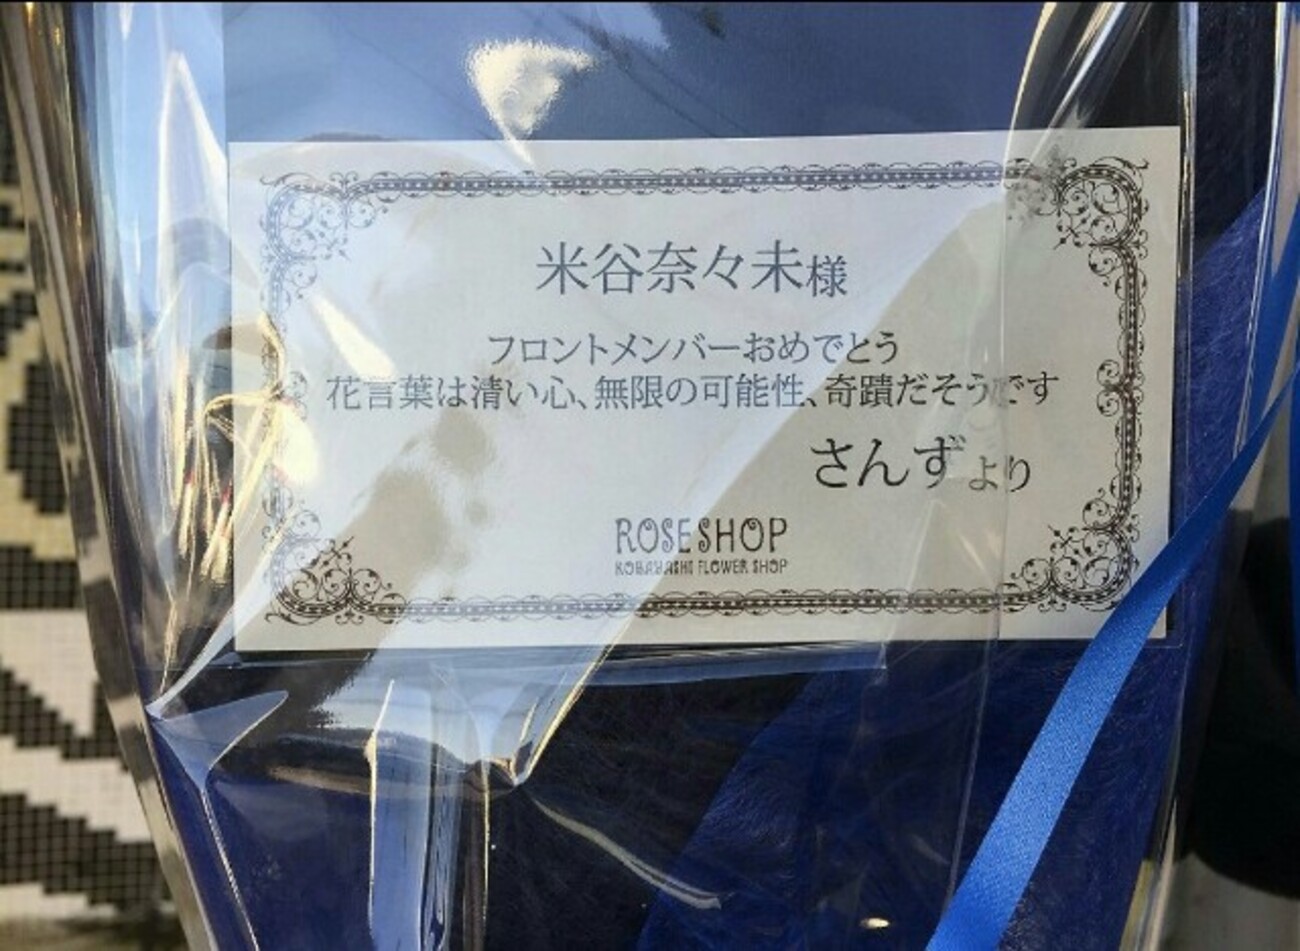 米谷奈々未様
フロントメンバーおめでとう
花言葉は清い心、無限の可能性、奇蹟だそうです
さんずより
ROSE SHOP
KOBAYASHI FLOWER SHOP